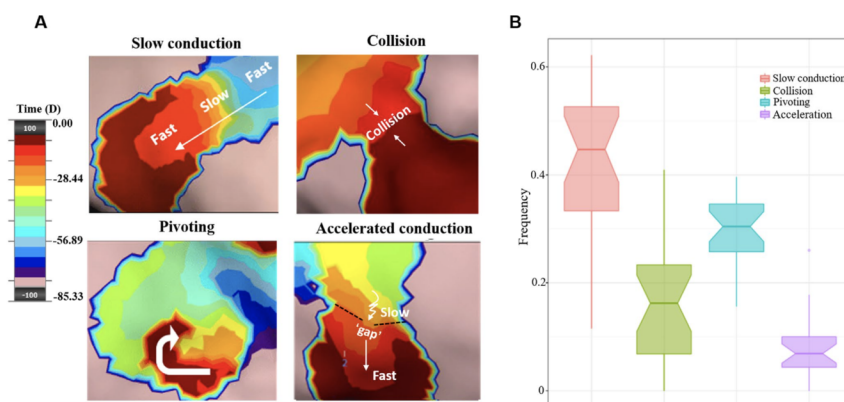 A
B
Slow conduction
Collision
Time (D)
100
0.00
-28.44
-56.89
-85.33
-100
Fast
Slow
Fast
Collision
Pivoting
Accelerated conduction
Slow
'gap'
Fast
Frequency
0.6
0.4
0.2
0
Slow conduction
Collision
Pivoting
Acceleration